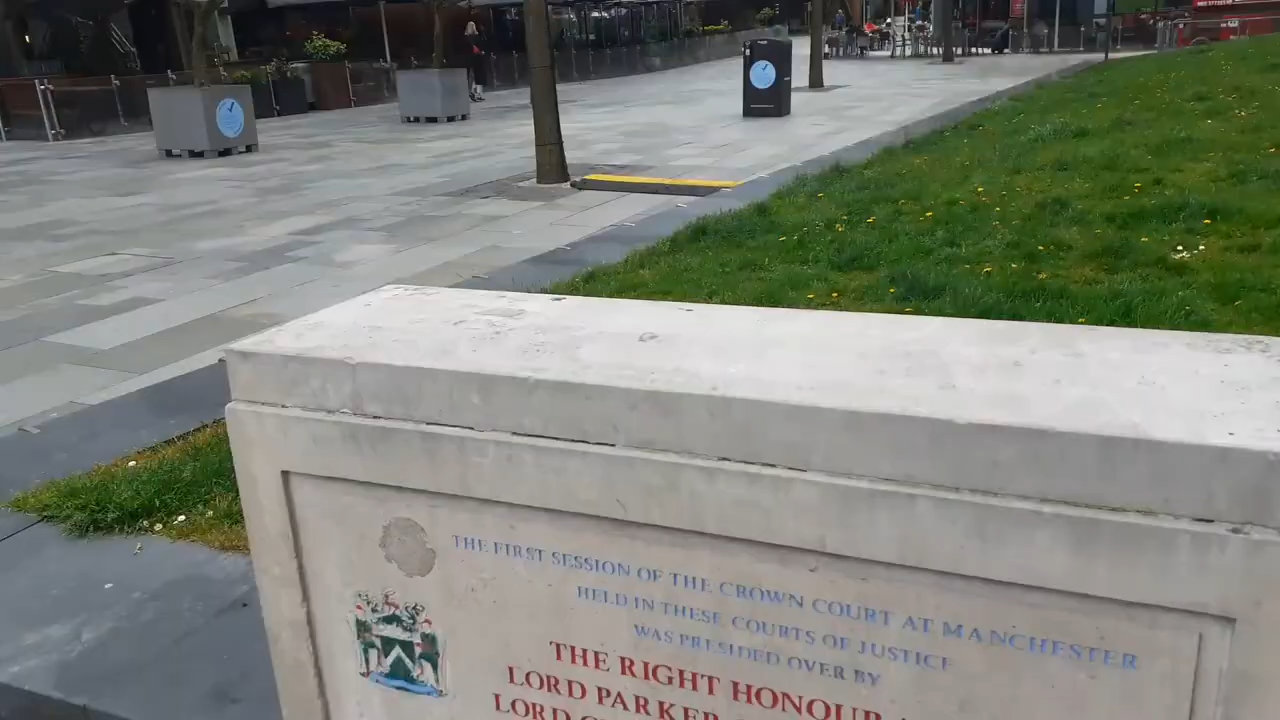 THE FIRST SESSION OF THE CROWN COURT AT MANCHESTER
HELD IN THESE COURTS OF JUSTICE
WAS PRESIDED OVER BY
THE RIGHT HONOUR
LORD PARKER
LORD